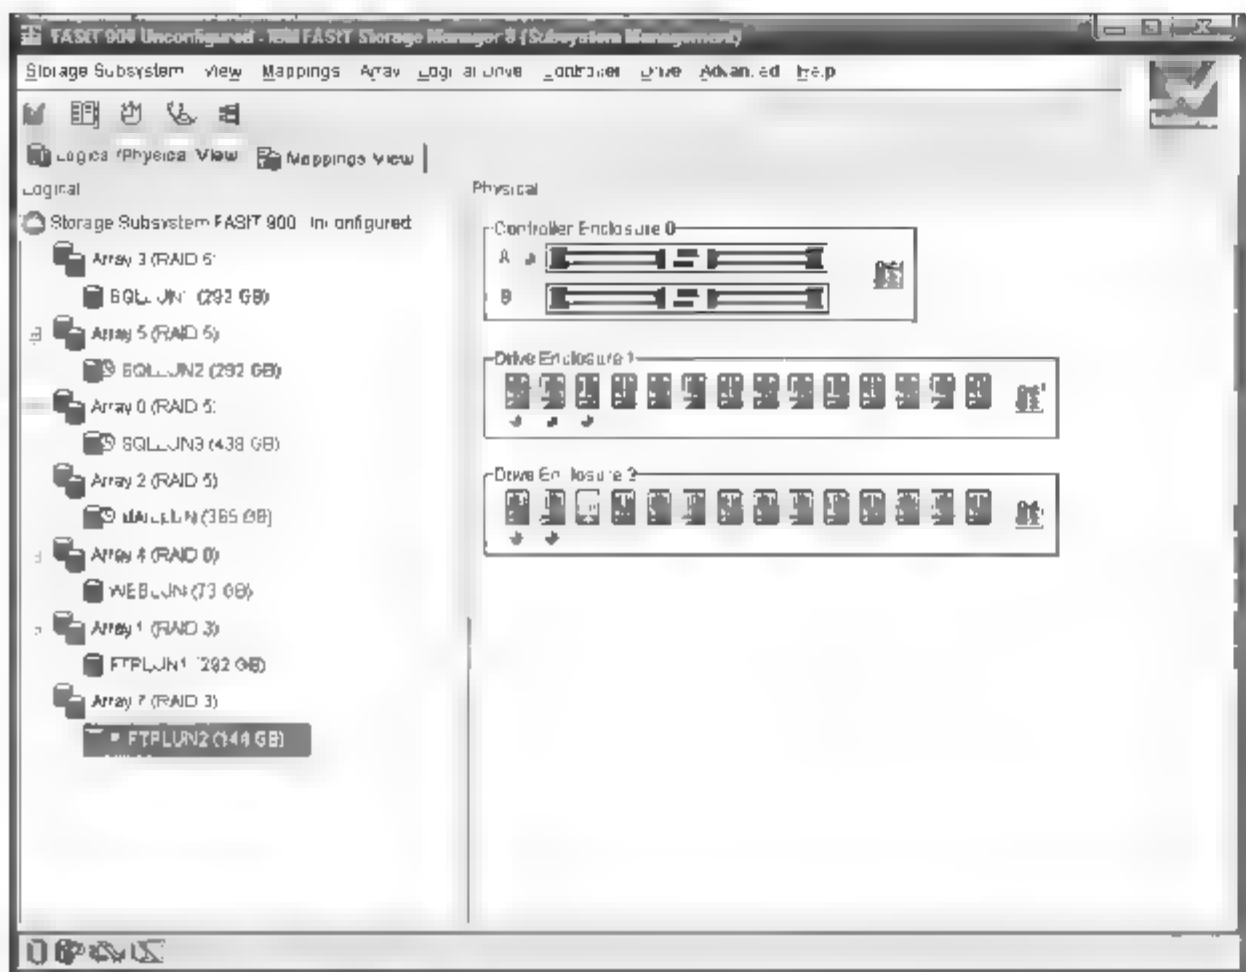 FAStT 900 Unconfigured - IBM FAStT Storage Manager 8 (Subsystem Management)
Storage Subsystem View Mappings Array Logical Drive Controller Drive Advanced Help
Logical/Physical View Mappings View
Logical
Storage Subsystem FAStT 900 Unconfigured
Array 3 (RAID
SQLLUN1 (292 GB)
Array 5 (RAID 5)
SQLLUN2 (292 GB)
Array 0 (RAID 5)
SQLLUN3 (438 GB)
Array 2 (RAID 5)
MAILLUN (365 GB)
Array 4 (RAID 0)
WEBLUN (73 GB)
Array 1 (RAID 3)
FTPLUN1 (292 GB)
Array 7 (RAID 3)
FTPLUN2 (146 GB)
Physical
Controller Enclosure 0
A
B
Drive Enclosure 1
Drive Enclosure 2